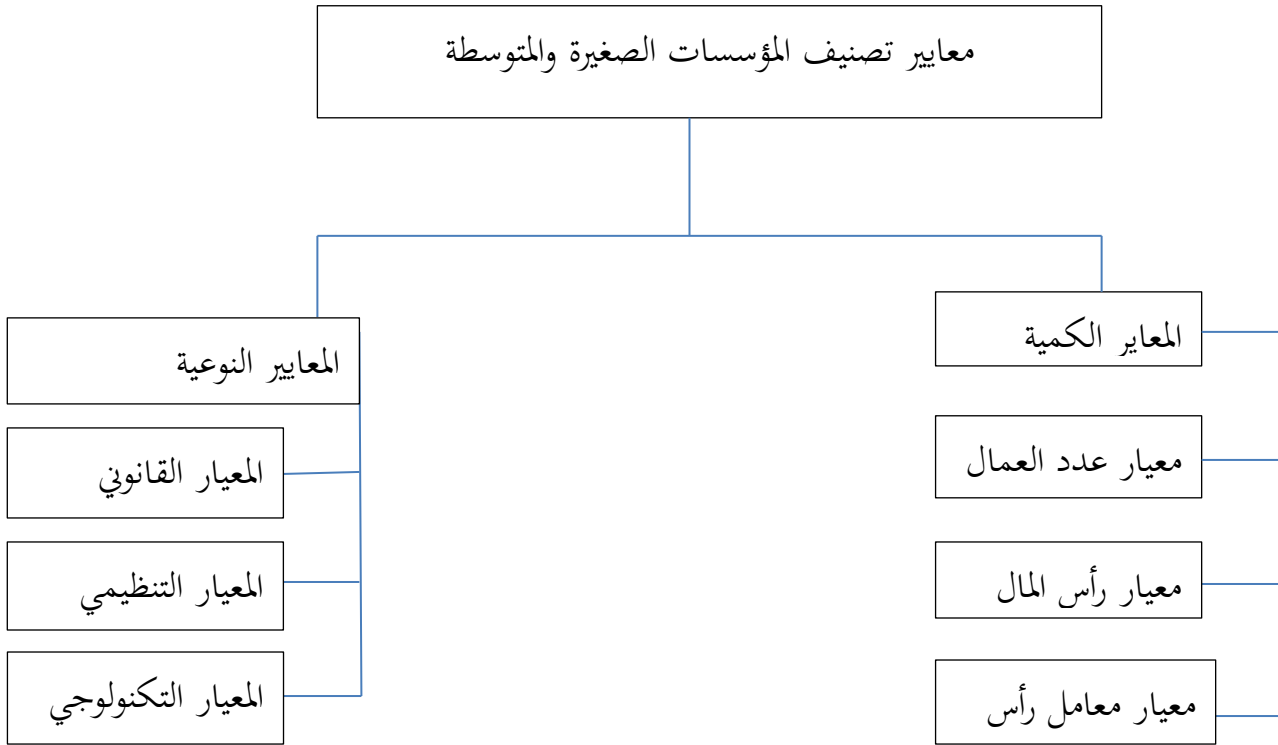 معايير تصنيف المؤسسات الصغيرة والمتوسطة
المعاير الكمية
معيار عدد العمال
معيار رأس المال
معيار معامل رأس
المعايير النوعية
المعيار القانوني
المعيار التنظيمي
المعيار التكنولوجي